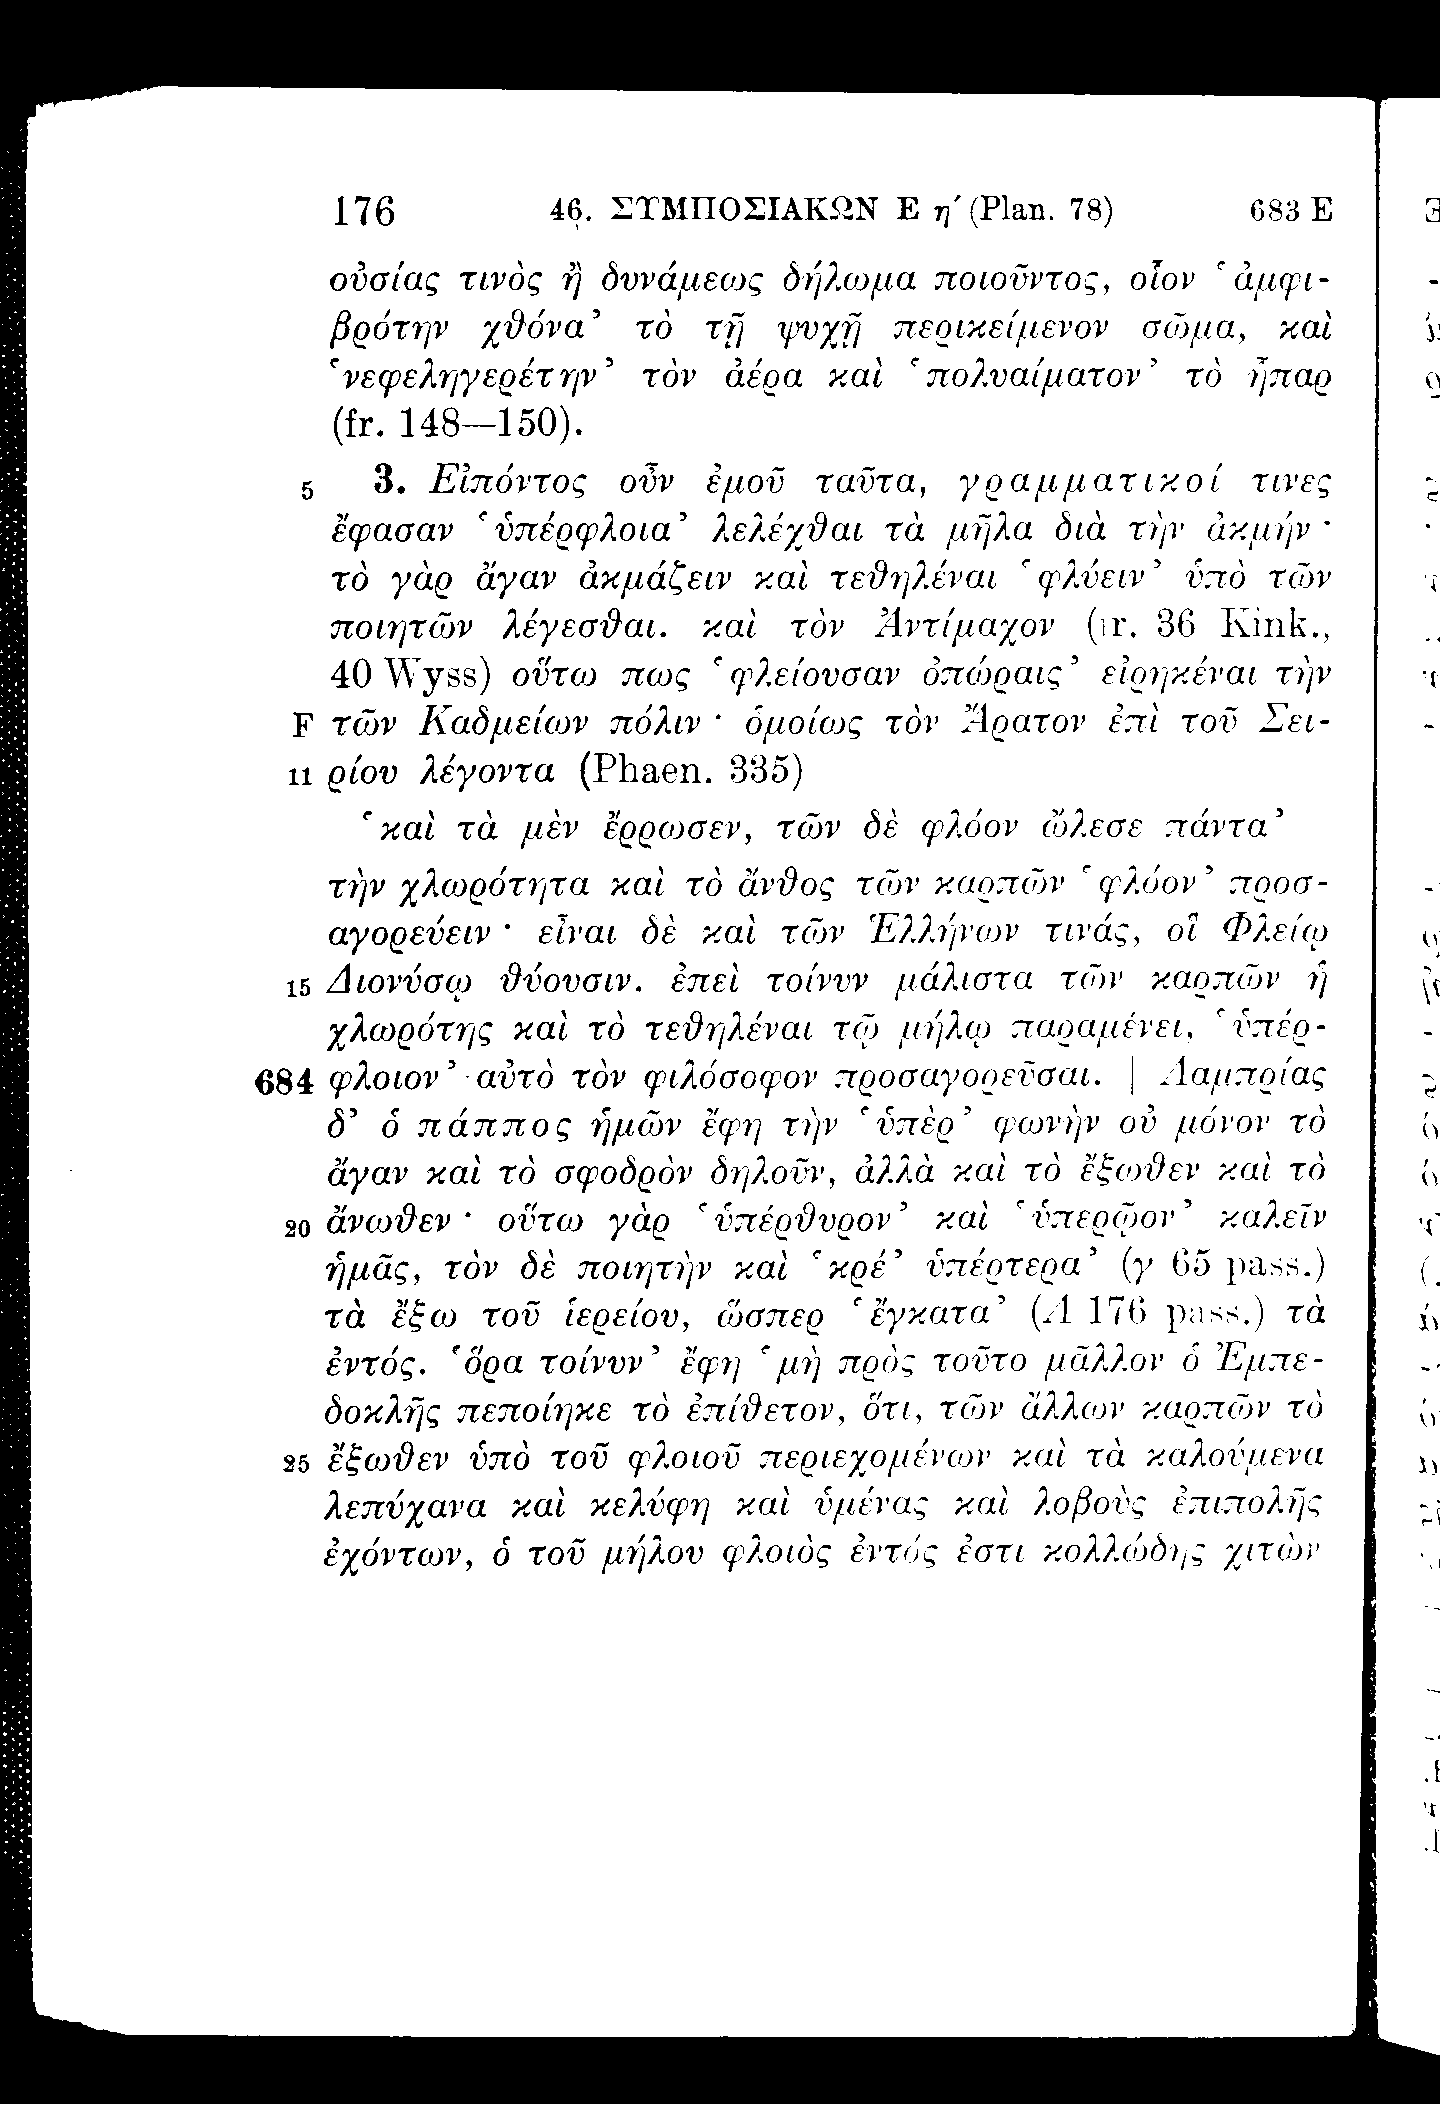 176 46. ΣΥΜΠΟΣΙΑΚΩΝ Ε η´ (Plan. 78) 683 E
οὐσίας τινὸς ἢ δυνάμεως δήλωμα ποιοῦντος, οἷον ‘ἀμφι-
βρότην χθόνα’ τὸ τῇ ψυχῇ περικείμενον σῶμα, καὶ
‘νεφεληγερέτην’ τὸν ἀέρα καὶ ‘πολυαίματον’ τὸ ἧπαρ
(fr. 148—150).
5 3. Εἰπόντος οὖν ἐμοῦ ταῦτα, γραμματικοί τινες
ἔφασαν ‘ὑπέρφλοια’ λελέχθαι τὰ μῆλα διὰ τὴν ἀκμήν·
τὸ γὰρ ἄγαν ἀκμάζειν καὶ τεθηλέναι ‘φλύειν’ ὑπὸ τῶν
ποιητῶν λέγεσθαι. καὶ τὸν Ἀντίμαχον (fr. 36 Kink.,
40 Wyss) οὕτω πως ‘φλείουσαν ὀπώραις’ εἰρηκέναι τὴν
F τῶν Καδμείων πόλιν· ὁμοίως τὸν Ἄρατον ἐπὶ τοῦ Σει-
11 ρίου λέγοντα (Phaen. 335)
‘καὶ τὰ μὲν ἔρρωσεν, τῶν δὲ φλόον ὤλεσε πάντα’
τὴν χλωρότητα καὶ τὸ ἄνθος τῶν καρπῶν ‘φλόον’ προσ-
αγορεύειν· εἶναι δὲ καὶ τῶν Ἑλλήνων τινάς, οἳ Φλείῳ
15 Διονύσῳ θύουσιν. ἐπεὶ τοίνυν μάλιστα τῶν καρπῶν ἡ
χλωρότης καὶ τὸ τεθηλέναι τῷ μήλῳ παραμένει, ‘ὑπέρ-
684 φλοιον’ αὐτὸ τὸν φιλόσοφον προσαγορεῦσαι. | Λαμπρίας
δ’ ὁ πάππος ἡμῶν ἔφη τὴν ‘ὑπὲρ’ φωνὴν οὐ μόνον τὸ
ἄγαν καὶ τὸ σφοδρὸν δηλοῦν, ἀλλὰ καὶ τὸ ἔξωθεν καὶ τὸ
20 ἄνωθεν· οὕτω γὰρ ‘ὑπέρθυρον’ καὶ ‘ὑπερῷον’ καλεῖν
ἡμᾶς, τὸν δὲ ποιητὴν καὶ ‘κρέ’ ὑπέρτερα’ (γ 65 pass.)
τὰ ἔξω τοῦ ἱερείου, ὥσπερ ‘ἔγκατα’ (Λ 176 pass.) τὰ
ἐντός. ‘ὅρα τοίνυν’ ἔφη ‘μὴ πρὸς τοῦτο μᾶλλον ὁ Ἐμπε-
δοκλῆς πεποίηκε τὸ ἐπίθετον, ὅτι, τῶν ἄλλων καρπῶν τὸ
25 ἔξωθεν ὑπὸ τοῦ φλοιοῦ περιεχομένων καὶ τὰ καλούμενα
λεπύχανα καὶ κελύφη καὶ ὑμένας καὶ λοβοὺς ἐπιπολῆς
ἐχόντων, ὁ τοῦ μήλου φλοιὸς ἐντός ἐστι κολλώδης χιτὼν